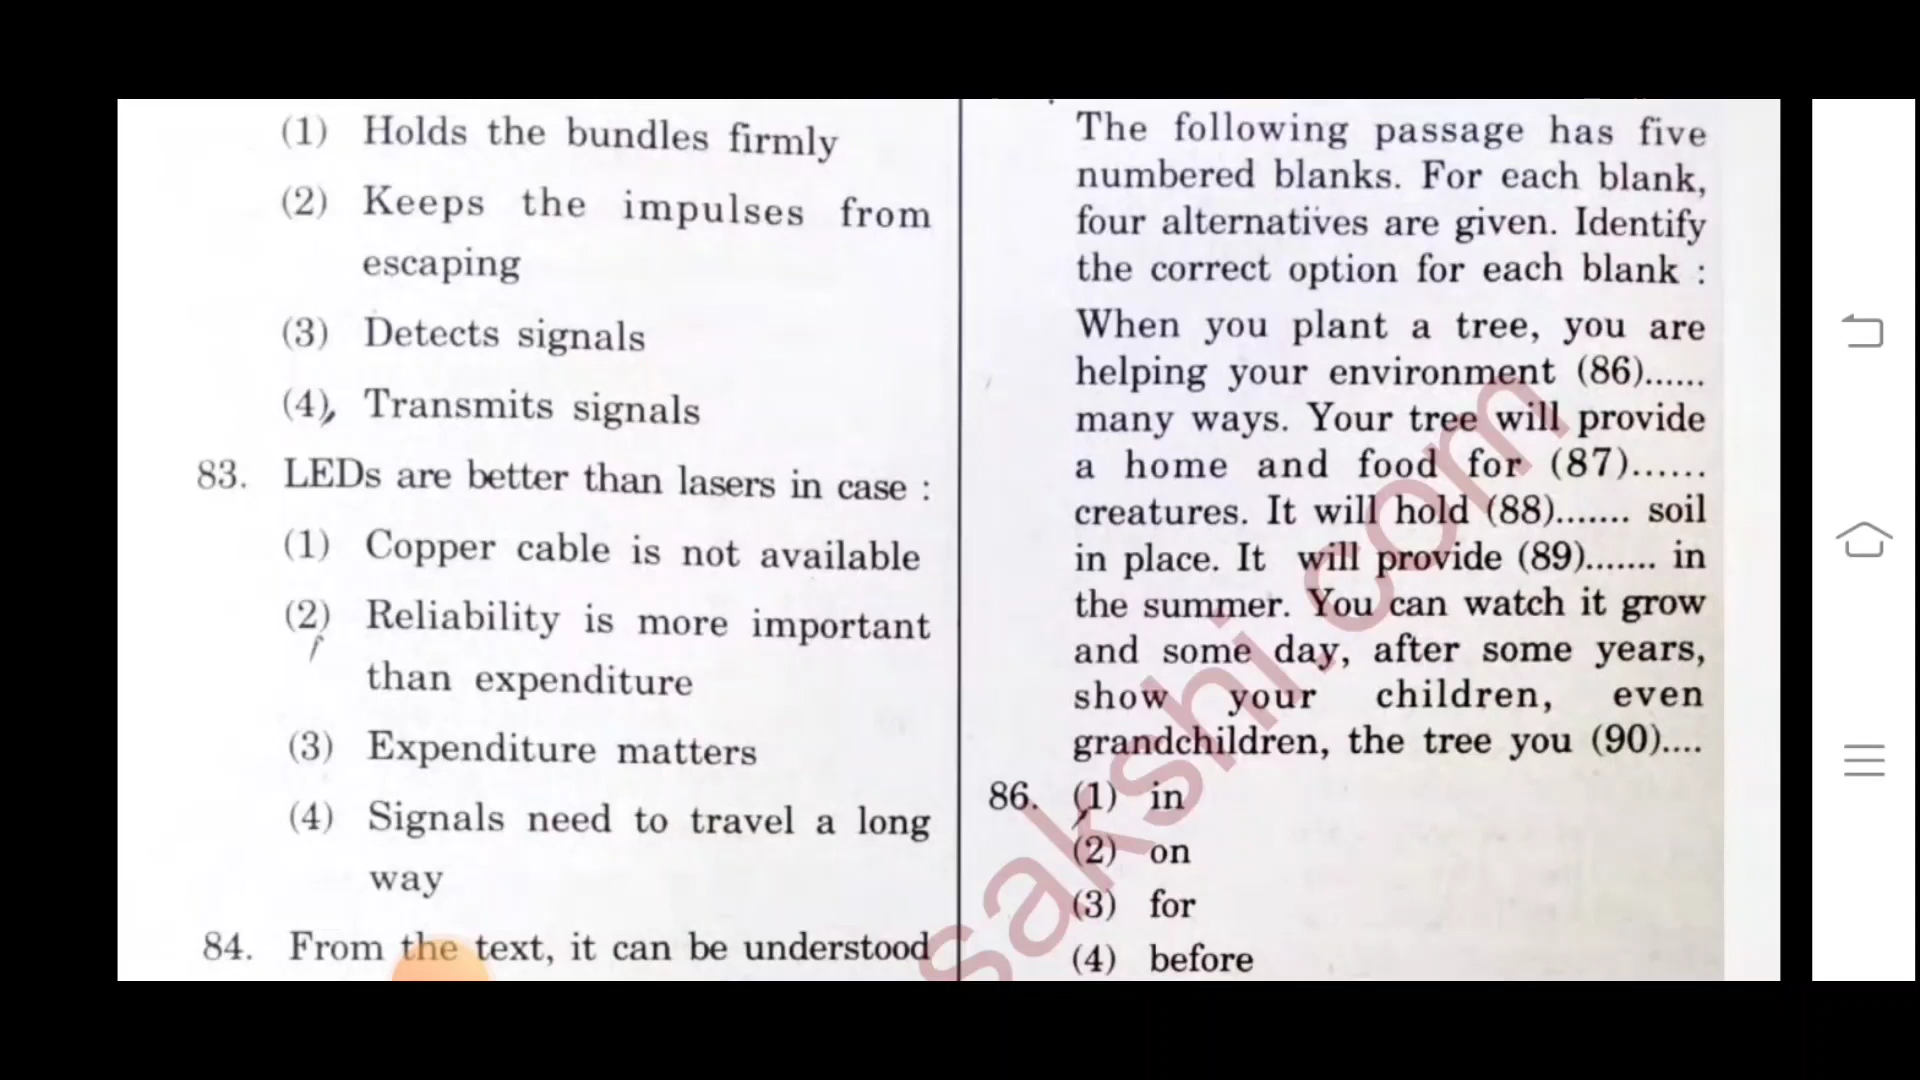 (1) Holds the bundles firmly
(2) Keeps the impulses from
escaping
(3) Detects signals
(4) Transmits signals
83. LEDs are better than lasers in case :
(1) Copper cable is not available
(2) Reliability is more important
than expenditure
(3) Expenditure matters
(4) Signals need to travel a long
way
84. From the text, it can be understood
The following passage has five
numbered blanks. For each blank,
four alternatives are given. Identify
the correct option for each blank :
When you plant a tree, you are
helping your environment (86)......
many ways. Your tree will provide
a home and food for (87)......
creatures. It will hold (88)....... soil
in place. It will provide (89)....... in
the summer. You can watch it grow
and some day, after some years,
show your children, even
grandchildren, the tree you (90)....
86. (1) in
(2) on
(3) for
(4) before
sakshi.com